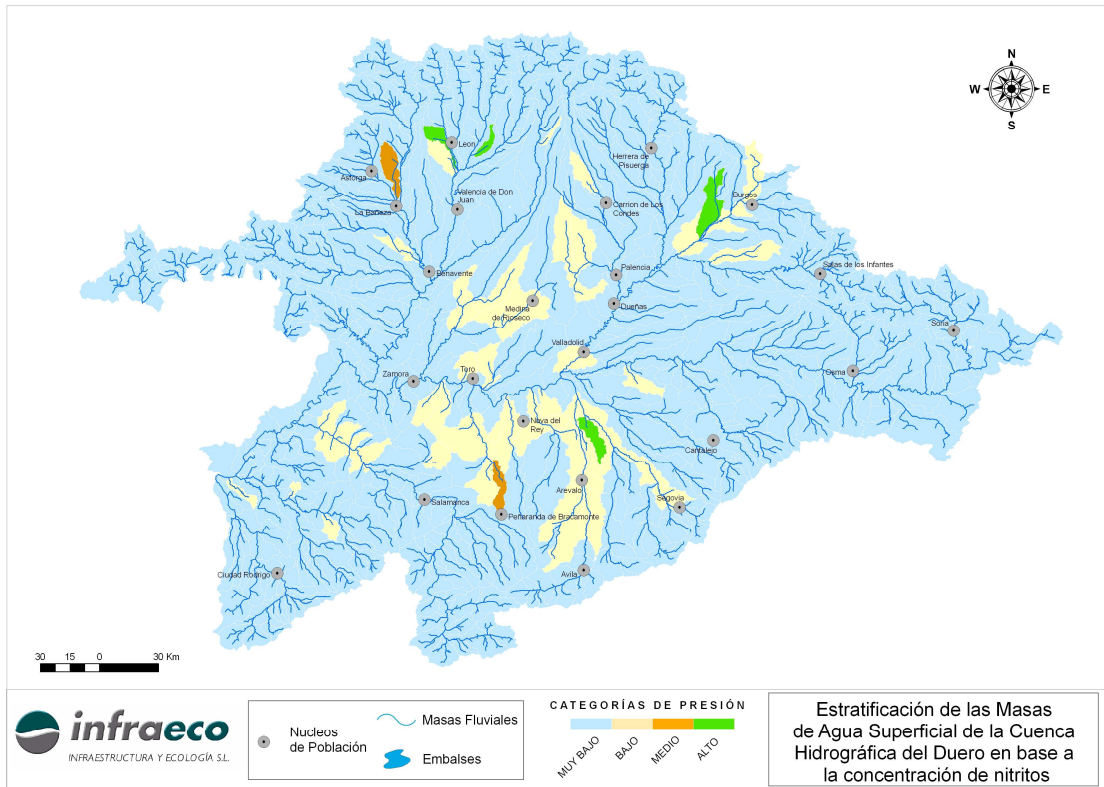 N
W E
S
Leon
Herrera de
Pisuerga
Astorga
Valencia de Don
Juan
La Bañeza
Carrion de Los
Condes
Burgos
Benavente
Palencia
Salas de los Infantes
Dueñas
Medina
de Rioseco
Soria
Valladolid
Zamora
Toro
Osma
Nava del
Rey
Cantalejo
Arevalo
Salamanca
Segovia
Peñaranda de Bracamonte
Ciudad Rodrigo
Avila
30 15 0 30 Km
infraeco
INFRAESTRUCTURA Y ECOLOGÍA S.L.
Núcleos
de Población
Masas Fluviales
Embalses
CATEGORÍAS DE PRESIÓN
MUY BAJO
BAJO
MEDIO
ALTO
Estratificación de las Masas
de Agua Superficial de la Cuenca
Hidrográfica del Duero en base a
la concentración de nitritos